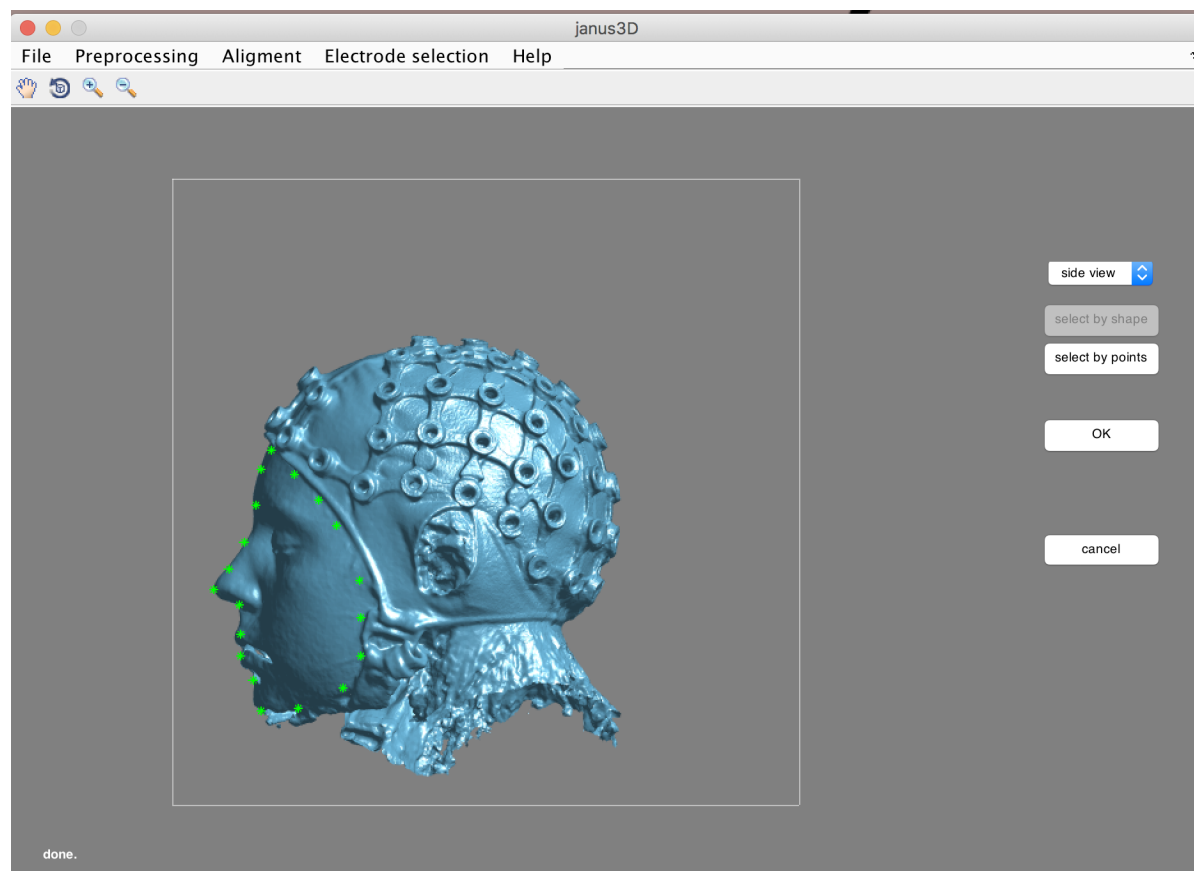 janus3D
File Preprocessing Aligment Electrode selection Help
side view
select by shape
select by points
OK
cancel
done.